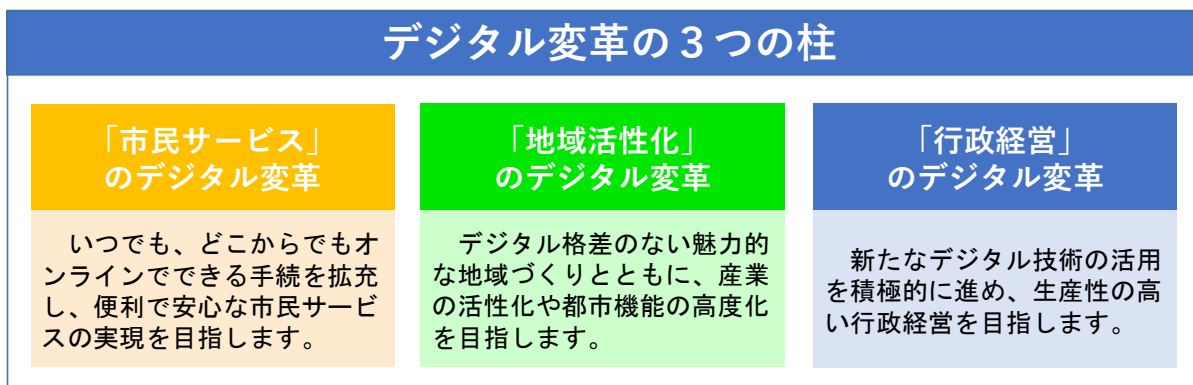 デジタル変革の３つの柱
「市民サービス」
のデジタル変革
いつでも、どこからでもオ
ンラインでできる手続を拡充
し、便利で安心な市民サービ
スの実現を目指します。
「地域活性化」
のデジタル変革
デジタル格差のない魅力的
な地域づくりとともに、産業
の活性化や都市機能の高度化
を目指します。
「行政経営」
のデジタル変革
新たなデジタル技術の活用
を積極的に進め、生産性の高
い行政経営を目指します。